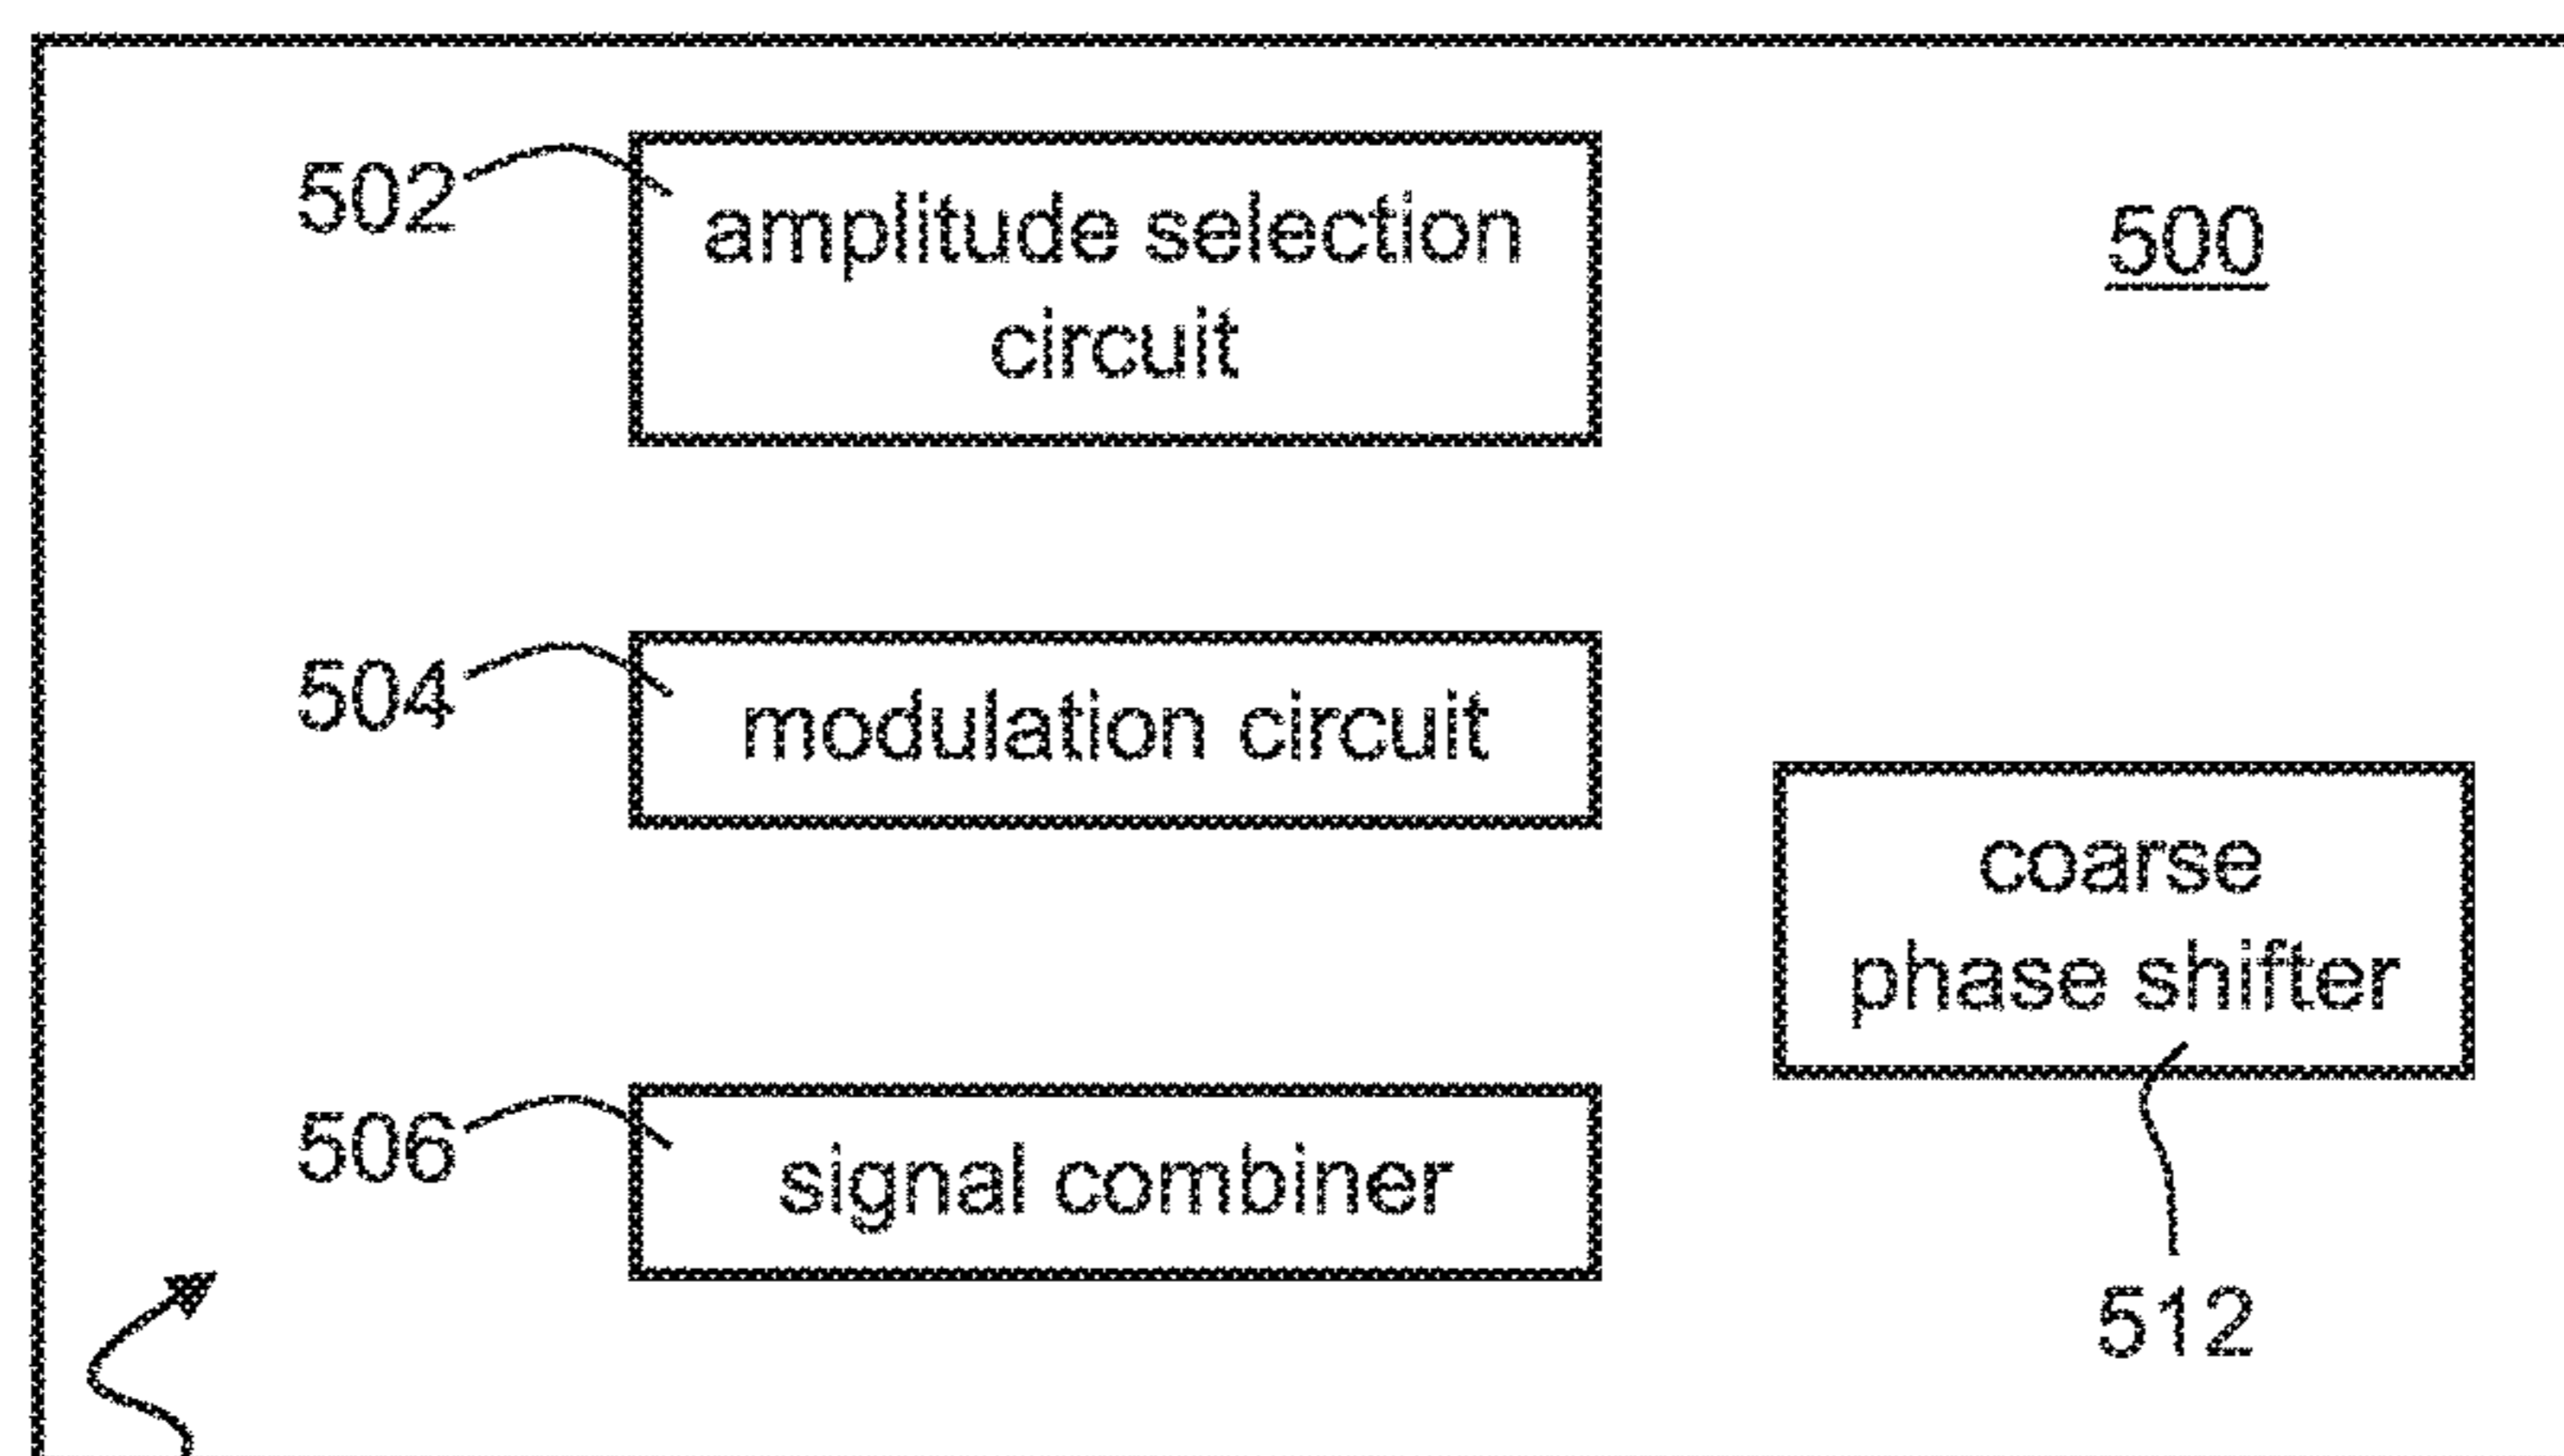 502
amplitude selection
circuit
500
504
modulation circuit
coarse
phase shifter
506
signal combiner
512